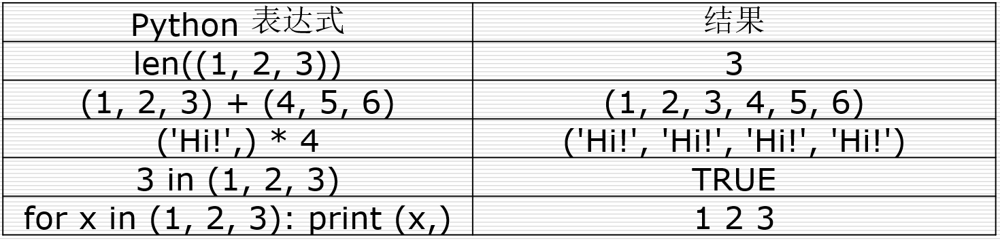 Python 表达式 结果
len((1, 2, 3)) 3
(1, 2, 3) + (4, 5, 6) (1, 2, 3, 4, 5, 6)
('Hi!',) * 4 ('Hi!', 'Hi!', 'Hi!', 'Hi!')
3 in (1, 2, 3) TRUE
for x in (1, 2, 3): print (x,) 1 2 3